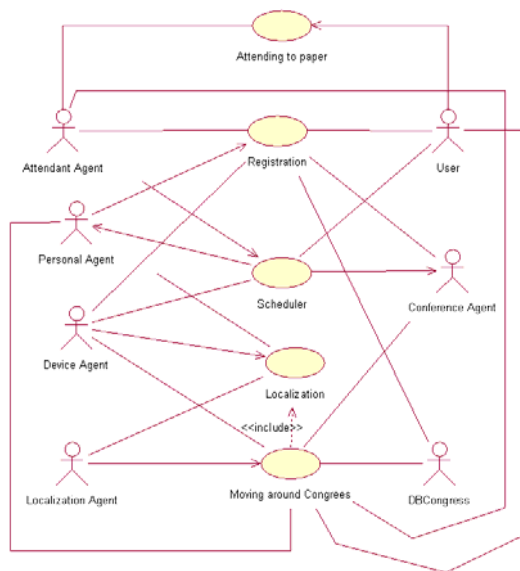 Attending to paper
Attendant Agent
Registration
User
Personal Agent
Scheduler
Conference Agent
Device Agent
Localization
<<include>>
Localization Agent
Moving around Congrees
DBCongress